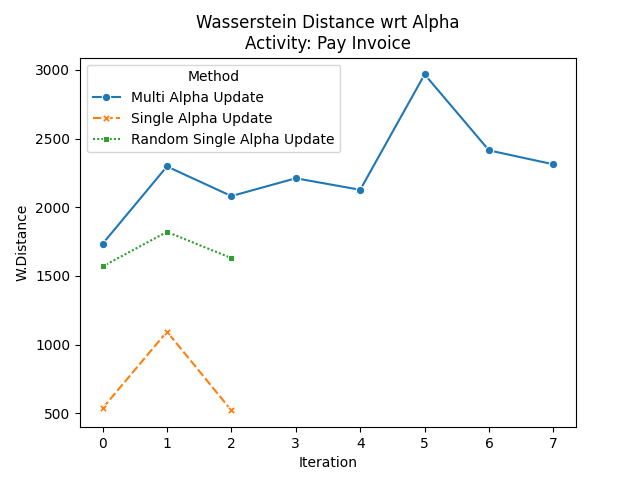 Wasserstein Distance wrt Alpha
Activity: Pay Invoice
Method
Multi Alpha Update
Single Alpha Update
Random Single Alpha Update
3000
2500
2000
1500
1000
500
W.Distance
0 1 2 3 4 5 6 7
Iteration